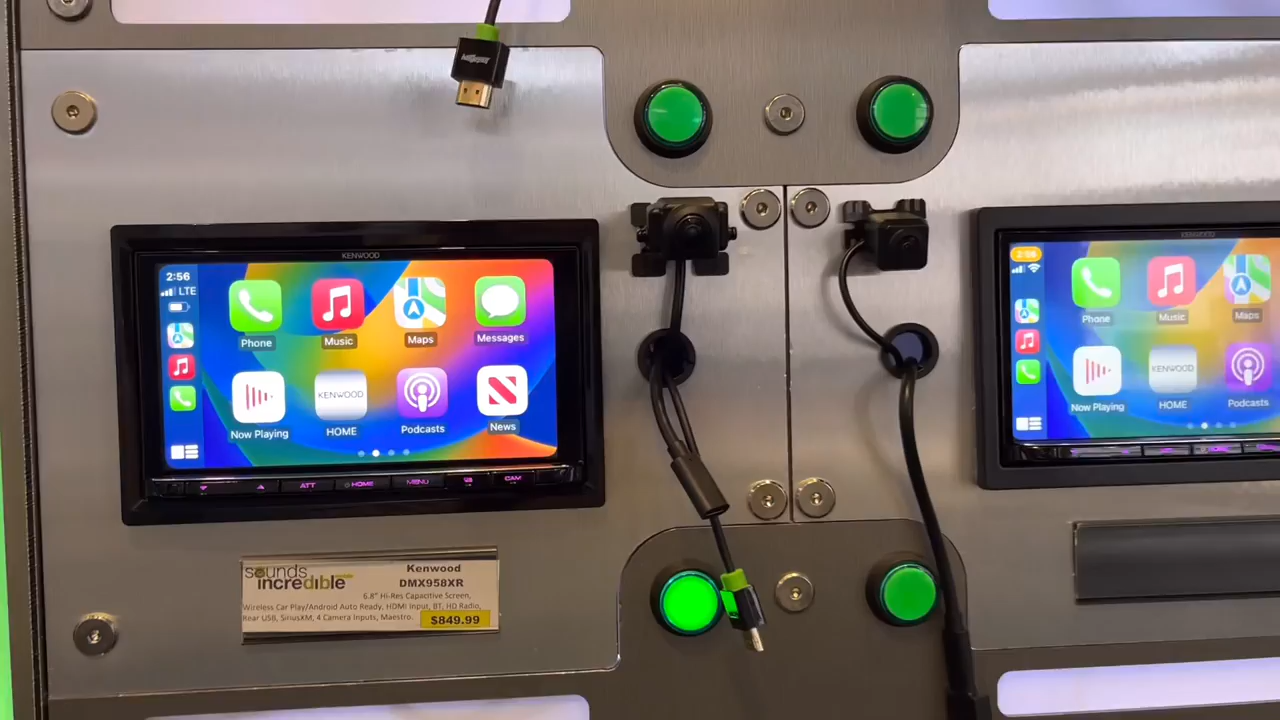 KENWOOD
2:56
LTE
Phone
Music
Maps
Messages
Now Playing
KENWOOD
HOME
Podcasts
News
ATT
HOME
MENU
CAM
sounds
incredible
Kenwood
DMX958XR
6.8" Hi-Res Capacitive Screen,
Wireless Car Play/Android Auto Ready, HDMI Input, BT, HD Radio,
Rear USB, SiriusXM, 4 Camera Inputs, Maestro.
$849.99
KENWOOD
2:56
Phone
Music
Maps
Now Playing
KENWOOD
HOME
Podcasts